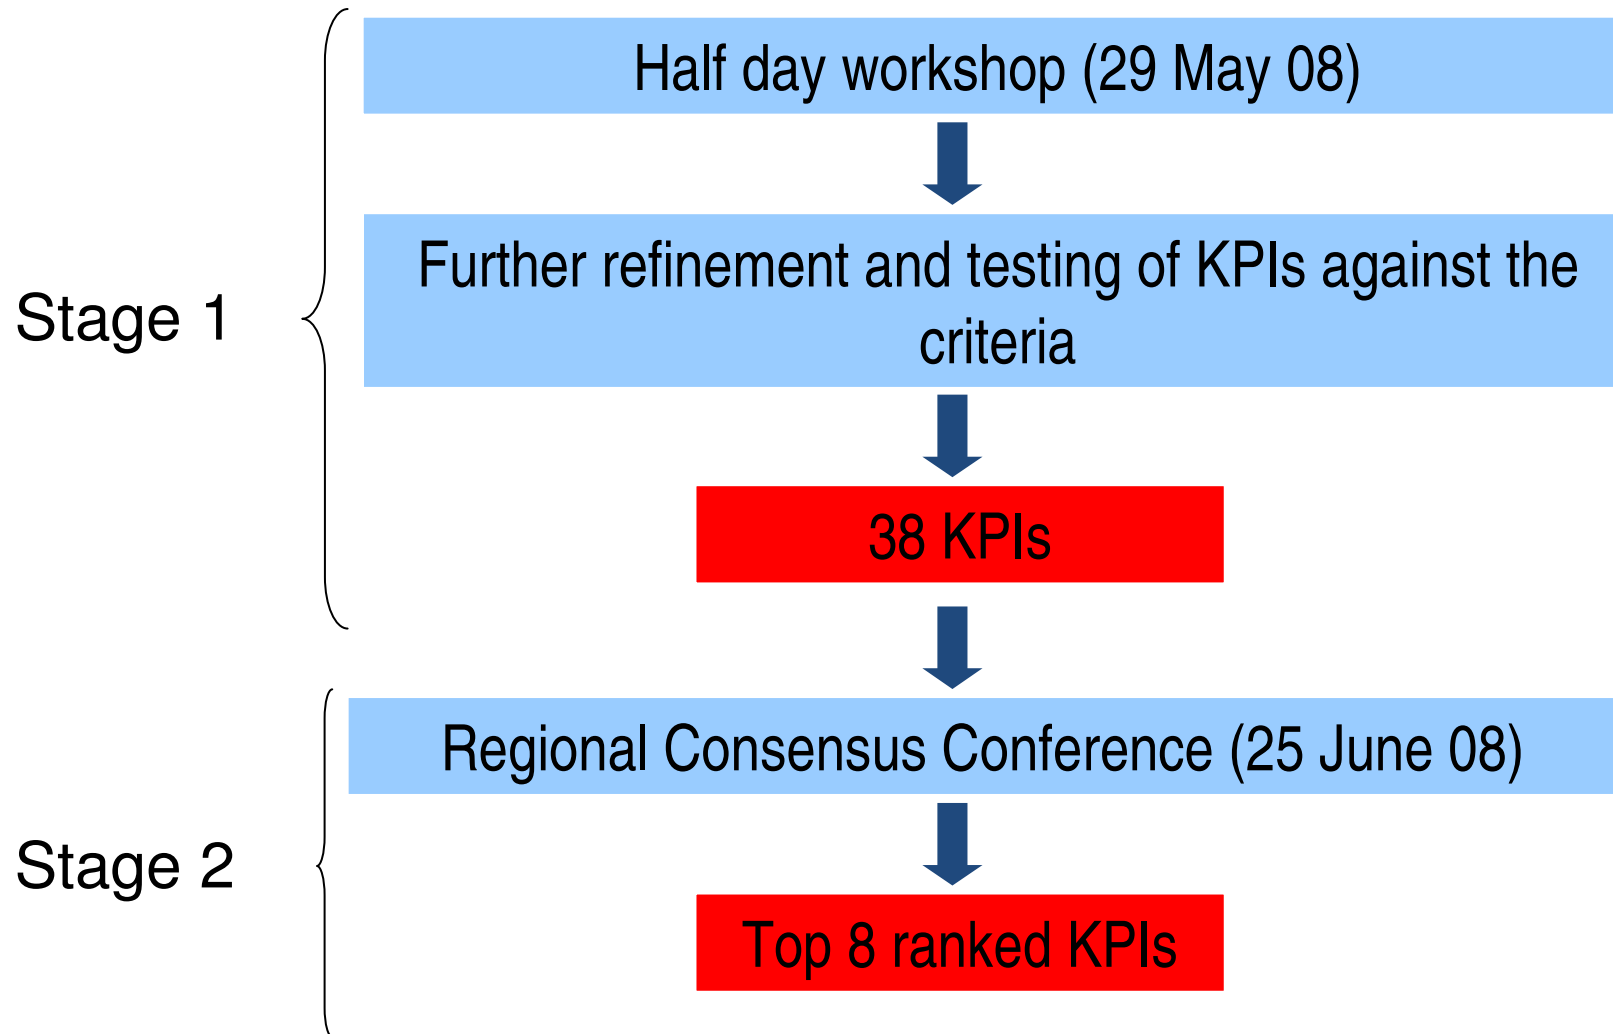 Half day workshop (29 May 08)
Further refinement and testing of KPIs against the
criteria
Stage 1
38 KPIs
Regional Consensus Conference (25 June 08)
Stage 2
Top 8 ranked KPIs